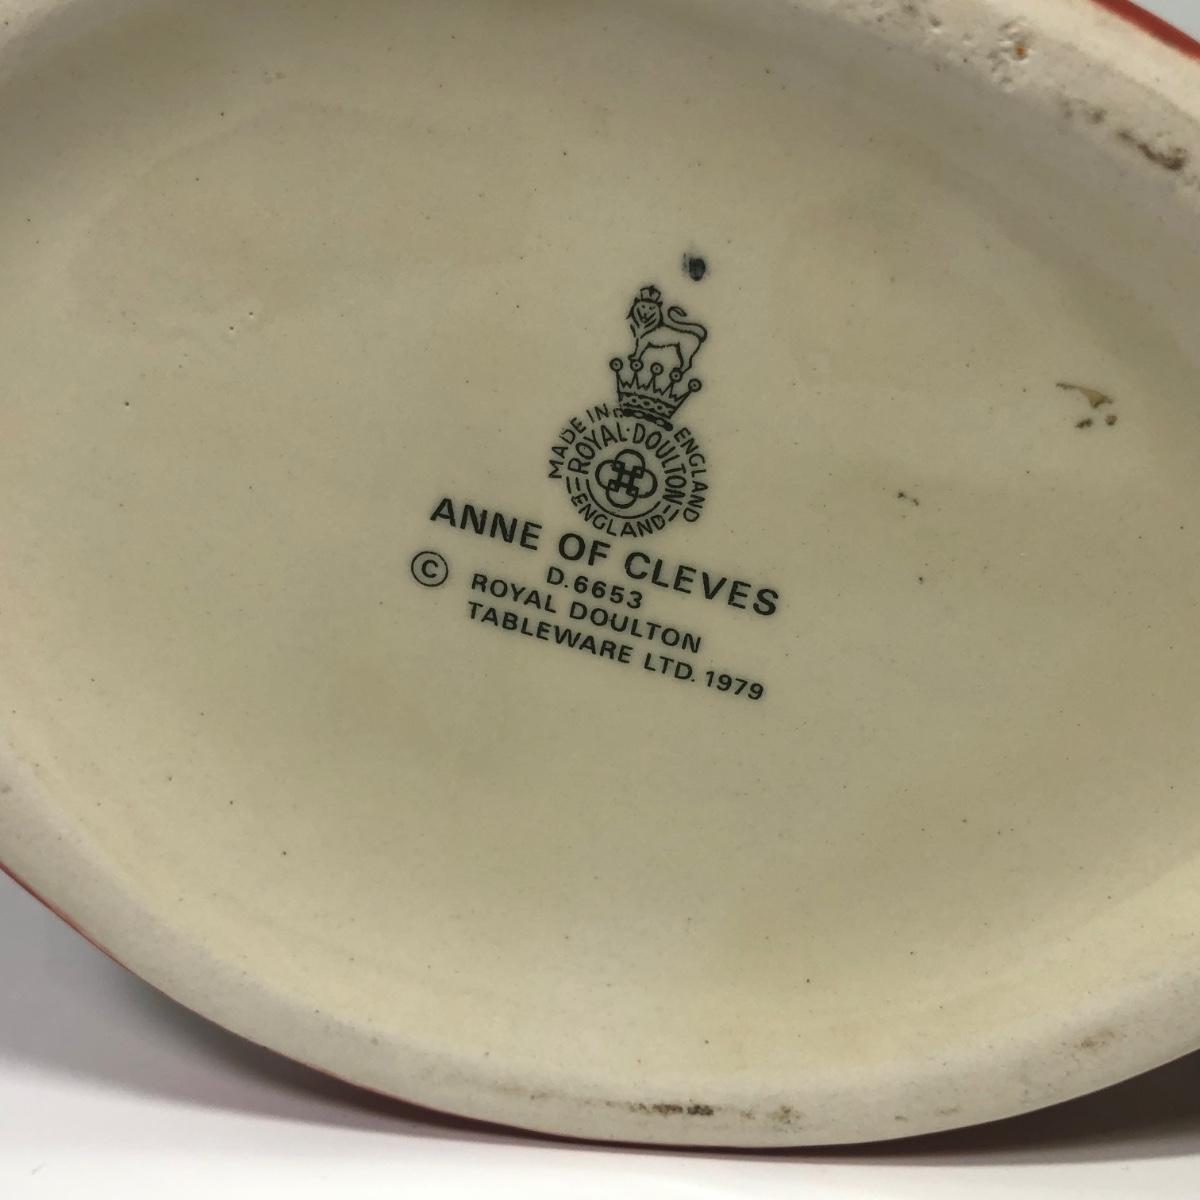 MADE IN ENGLAND
ROYAL·DOULTON
ENGLAND
ANNE OF CLEVES
D.6653
© ROYAL DOULTON
TABLEWARE LTD. 1979